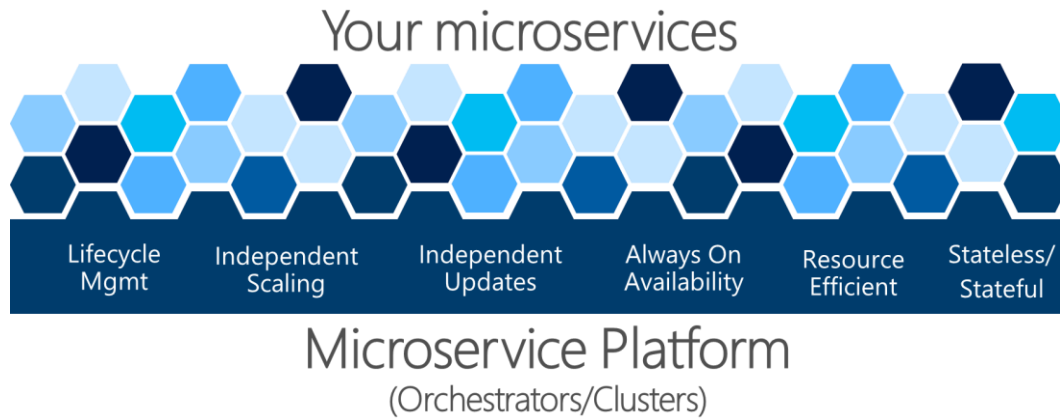 Your microservices
Lifecycle
Mgmt
Independent
Scaling
Independent
Updates
Always On
Availability
Resource
Efficient
Stateless/
Stateful
Microservice Platform
(Orchestrators/Clusters)